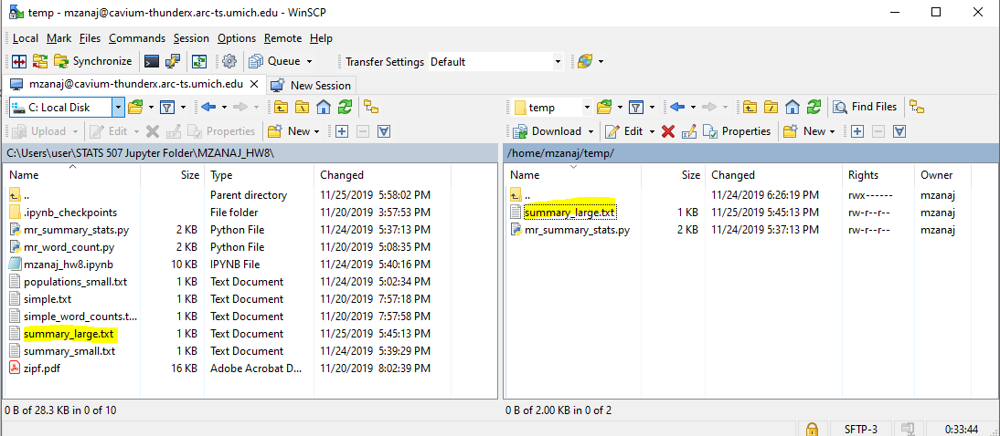 temp - mzanaj@cavium-thunderx.arc-ts.umich.edu - WinSCP
Local Mark Files Commands Session Options Remote Help
Synchronize Queue Transfer Settings Default
mzanaj@cavium-thunderx.arc-ts.umich.edu New Session
C: Local Disk
Upload Edit Properties New
C:\Users\user\STATS 507 Jupyter Folder\MZANAJ_HW8\
Name Size Type Changed
.. Parent directory 11/25/2019 5:58:02 PM
.ipynb_checkpoints File folder 11/20/2019 3:57:53 PM
mr_summary_stats.py 2 KB Python File 11/24/2019 5:37:13 PM
mr_word_count.py 2 KB Python File 11/20/2019 5:08:35 PM
mzanaj_hw8.ipynb 10 KB IPYNB File 11/24/2019 5:40:16 PM
populations_small.txt 1 KB Text Document 11/24/2019 5:02:34 PM
simple.txt 1 KB Text Document 11/20/2019 7:57:18 PM
simple_word_counts.t... 1 KB Text Document 11/20/2019 7:57:58 PM
summary_large.txt 1 KB Text Document 11/25/2019 5:45:13 PM
summary_small.txt 1 KB Text Document 11/24/2019 5:39:29 PM
zipf.pdf 16 KB Adobe Acrobat D... 11/20/2019 8:02:39 PM
0 B of 28.3 KB in 0 of 10
temp Find Files
Download Edit Properties New
/home/mzanaj/temp/
Name Size Changed Rights Owner
.. 11/24/2019 6:26:19 PM rwx------ mzanaj
summary_large.txt 1 KB 11/25/2019 5:45:13 PM rw-r--r-- mzanaj
mr_summary_stats.py 2 KB 11/24/2019 5:37:13 PM rw-r--r-- mzanaj
0 B of 2.00 KB in 0 of 2
SFTP-3 0:33:44